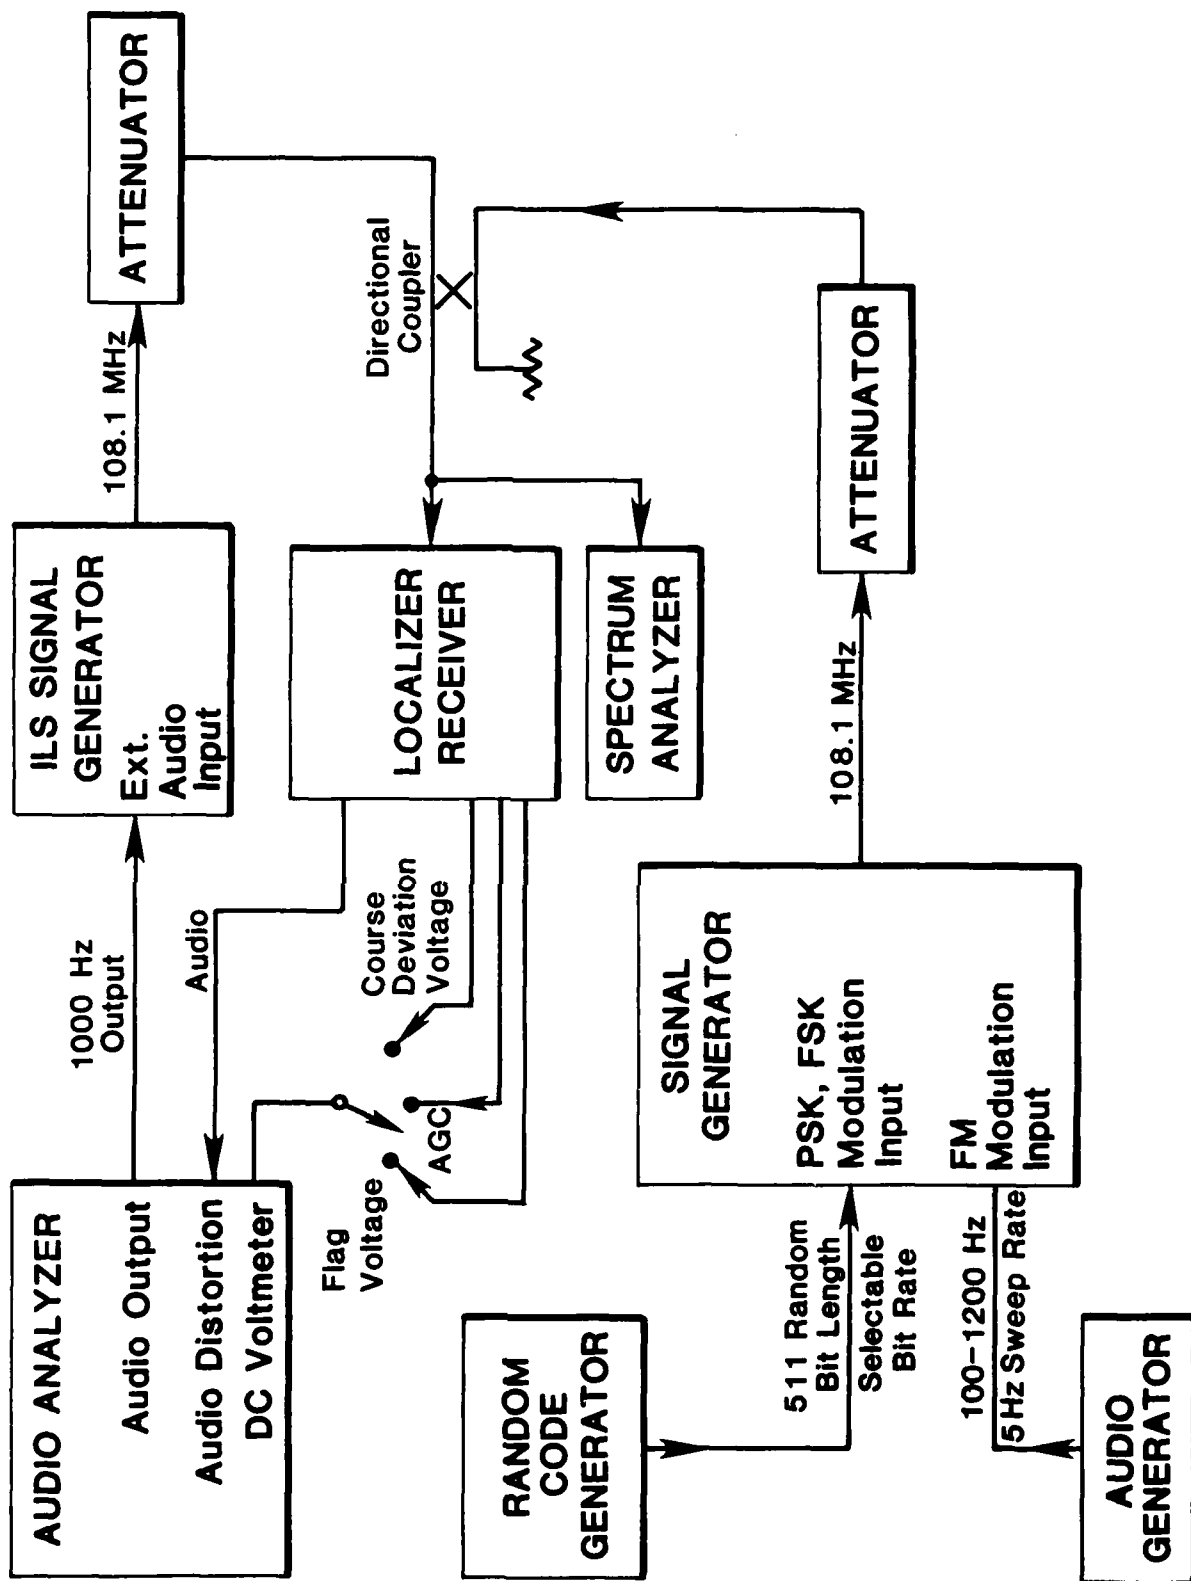 AUDIO ANALYZER
Audio Output
Audio Distortion
DC Voltmeter
1000 Hz
Output
Audio
ILS SIGNAL
GENERATOR
Ext.
Audio
Input
108.1 MHz
ATTENUATOR
Flag
Voltage
AGC
Course
Deviation
Voltage
LOCALIZER
RECEIVER
Directional
Coupler
SPECTRUM
ANALYZER
RANDOM
CODE
GENERATOR
511 Random
Bit Length
Selectable
Bit Rate
SIGNAL
GENERATOR
PSK, FSK
Modulation
Input
FM
Modulation
Input
108.1 MHz
ATTENUATOR
100-1200 Hz
5Hz Sweep Rate
AUDIO
GENERATOR